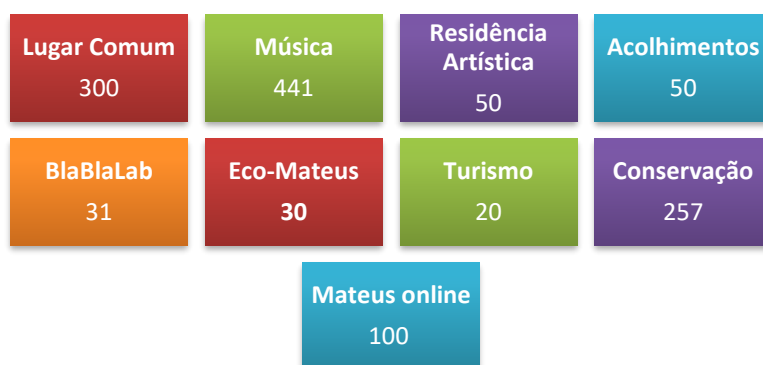 Lugar Comum
300
Música
441
Residência
Artística
50
Acolhimentos
50
BlaBlaLab
31
Eco-Mateus
30
Turismo
20
Conservação
257
Mateus online
100